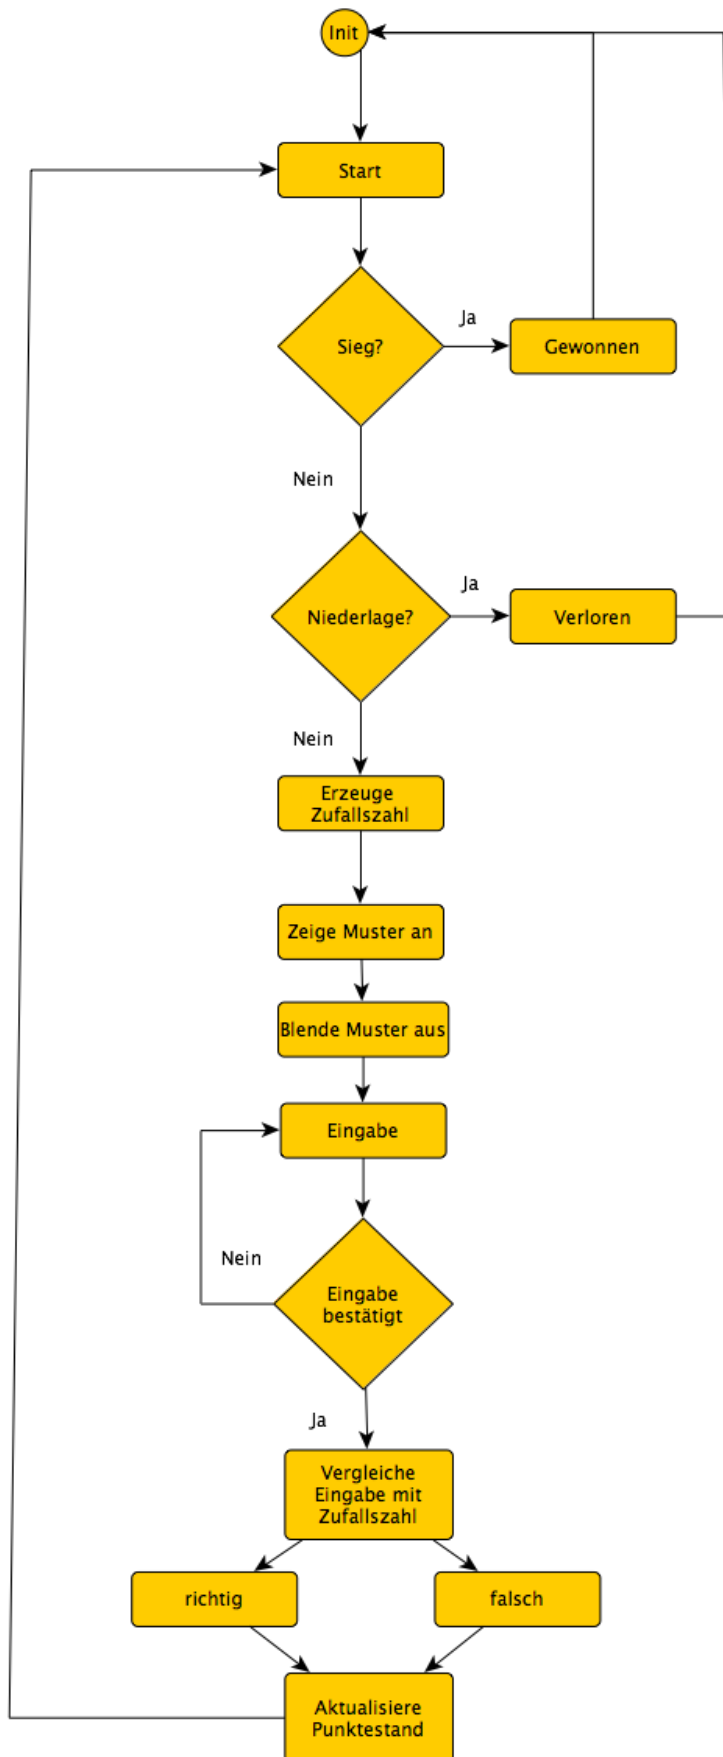 Init
Start
Sieg?
Ja
Gewonnen
Nein
Niederlage?
Ja
Verloren
Nein
Erzeuge
Zufallszahl
Zeige Muster an
Blende Muster aus
Eingabe
Nein
Eingabe
bestätigt
Ja
Vergleiche
Eingabe mit
Zufallszahl
richtig
falsch
Aktualisiere
Punktestand